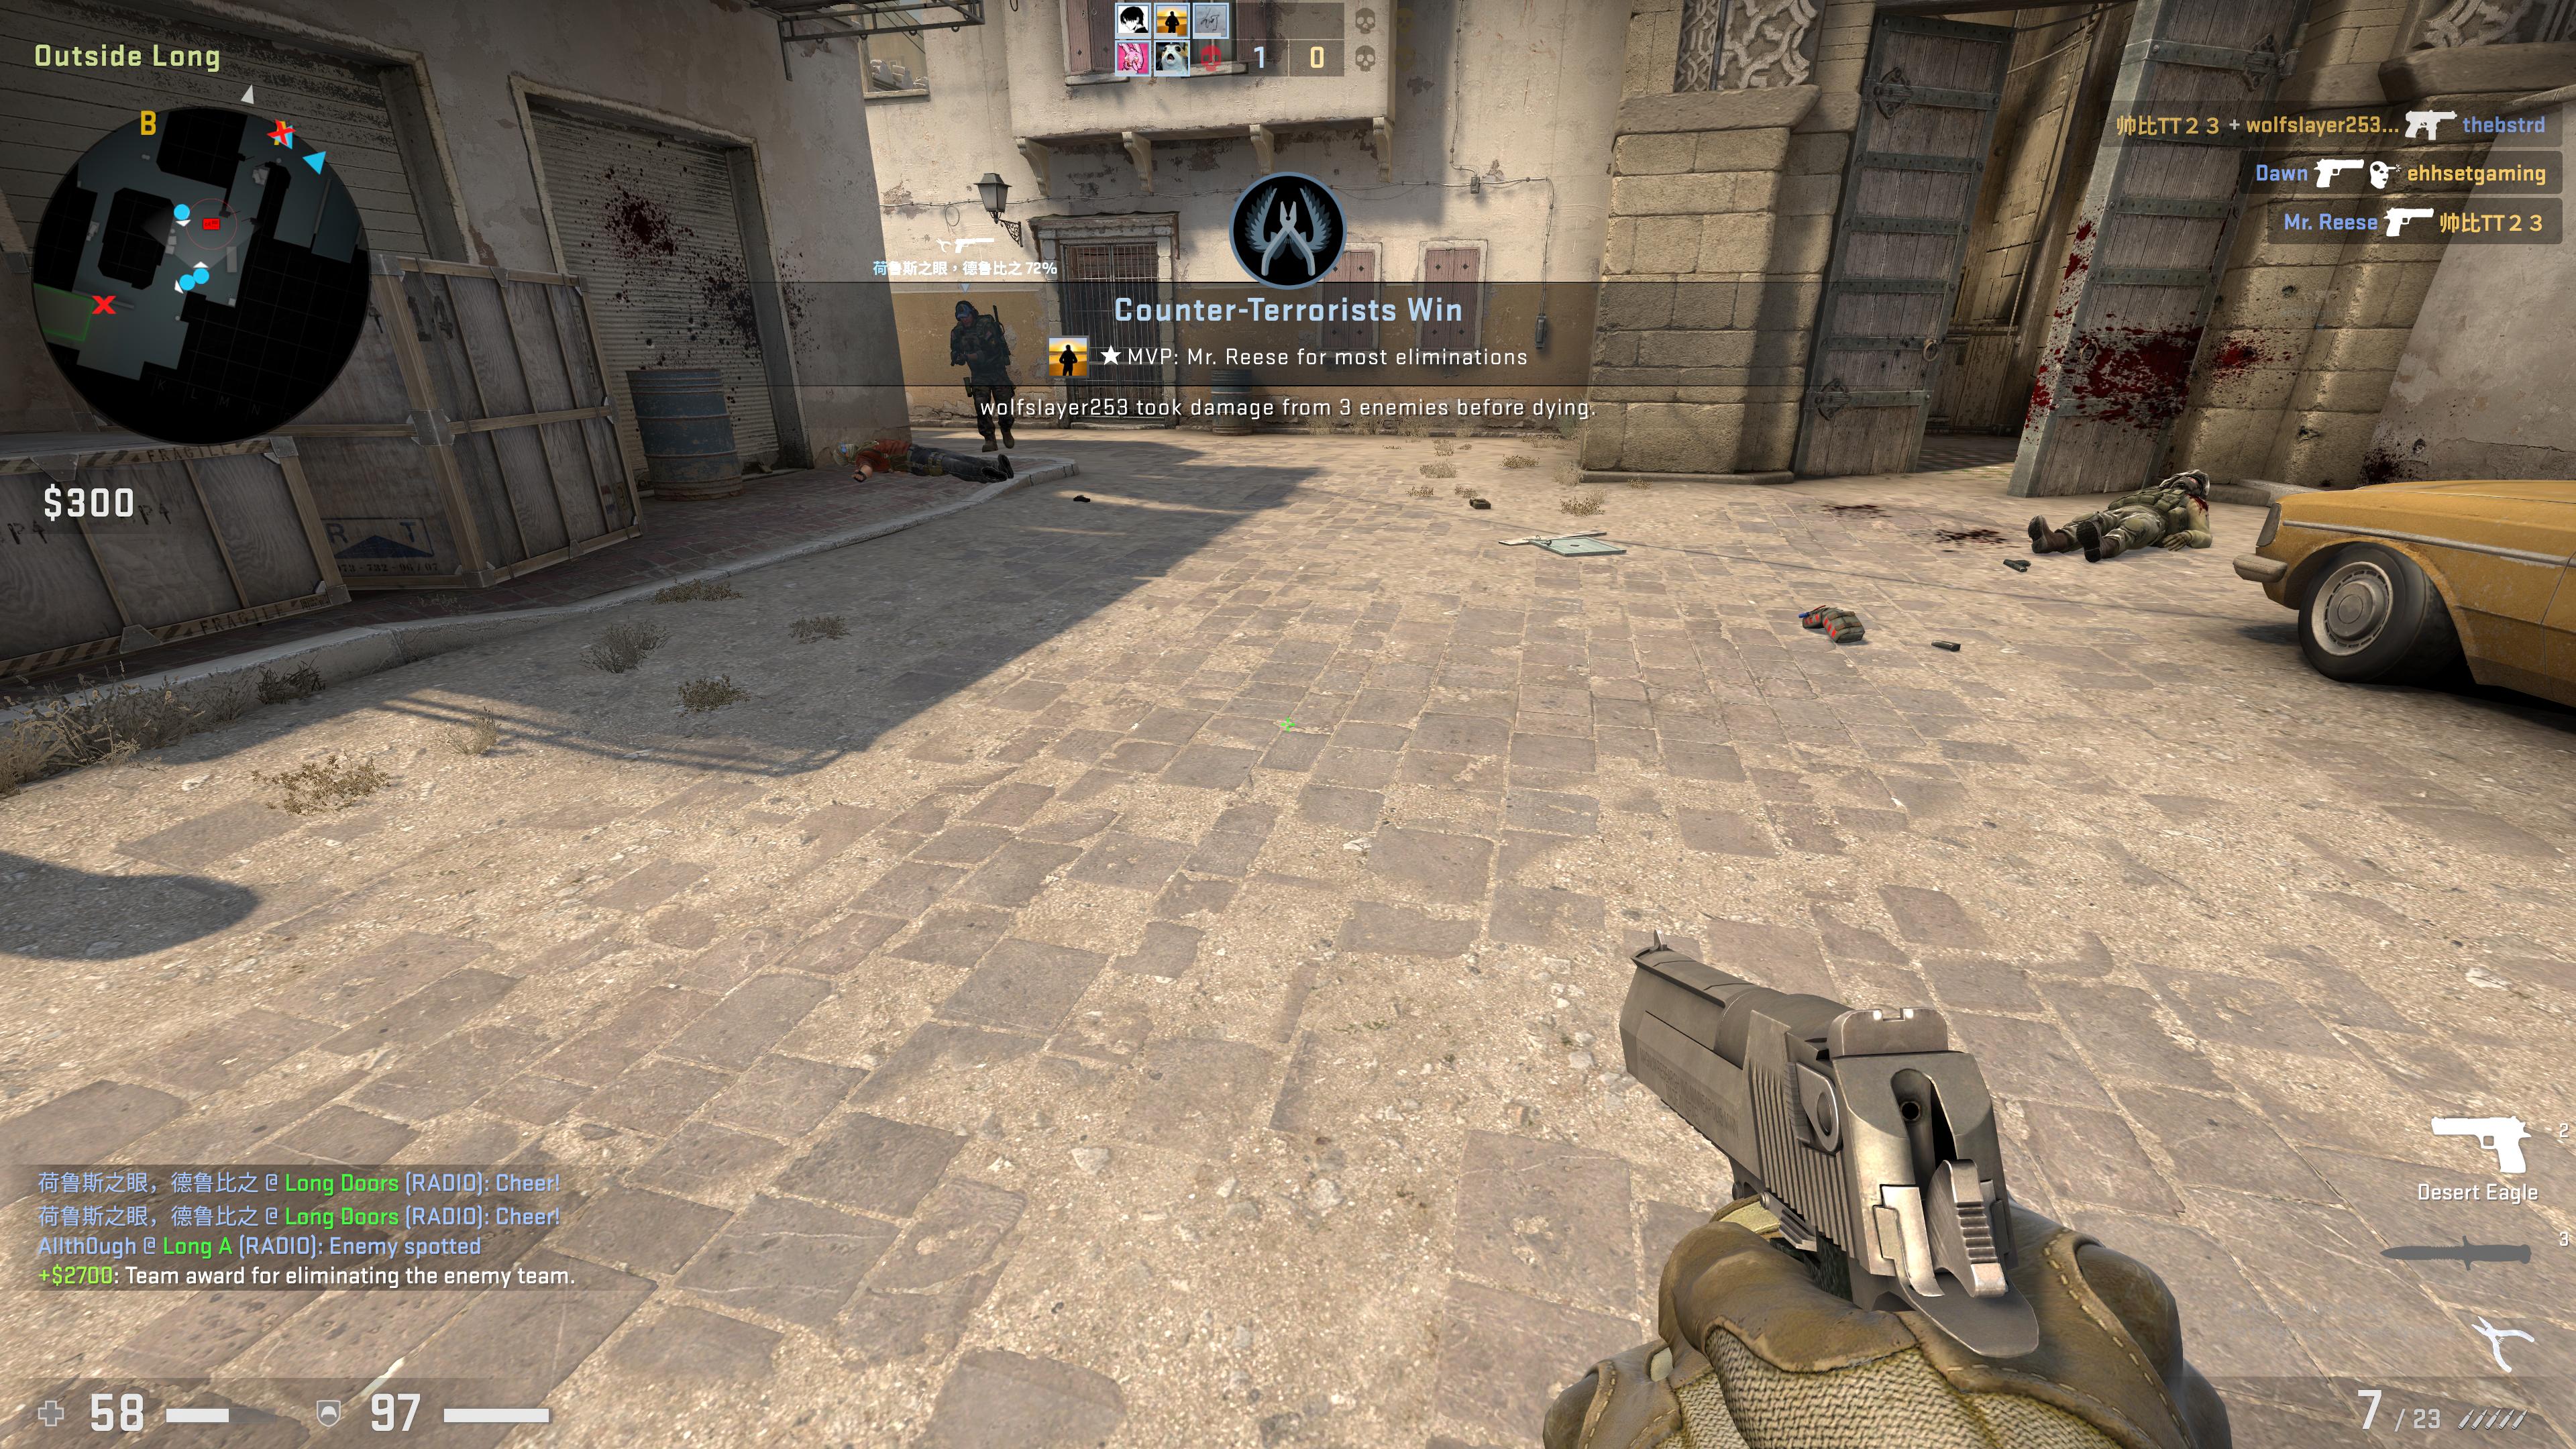 Outside Long
B
1 0
帅比TT２３ + wolfslayer253... thebstrd
Dawn ehhsetgaming
Mr. Reese 帅比TT２３
荷鲁斯之眼，德鲁比之 72%
Counter-Terrorists Win
MVP: Mr. Reese for most eliminations
wolfslayer253 took damage from 3 enemies before dying.
$300
FRAGILE
R T
FRAGILE
2
Desert Eagle
3
荷鲁斯之眼，德鲁比之 @ Long Doors (RADIO): Cheer!
荷鲁斯之眼，德鲁比之 @ Long Doors (RADIO): Cheer!
Allth0ugh @ Long A (RADIO): Enemy spotted
+$2700: Team award for eliminating the enemy team.
58 97
7 / 23